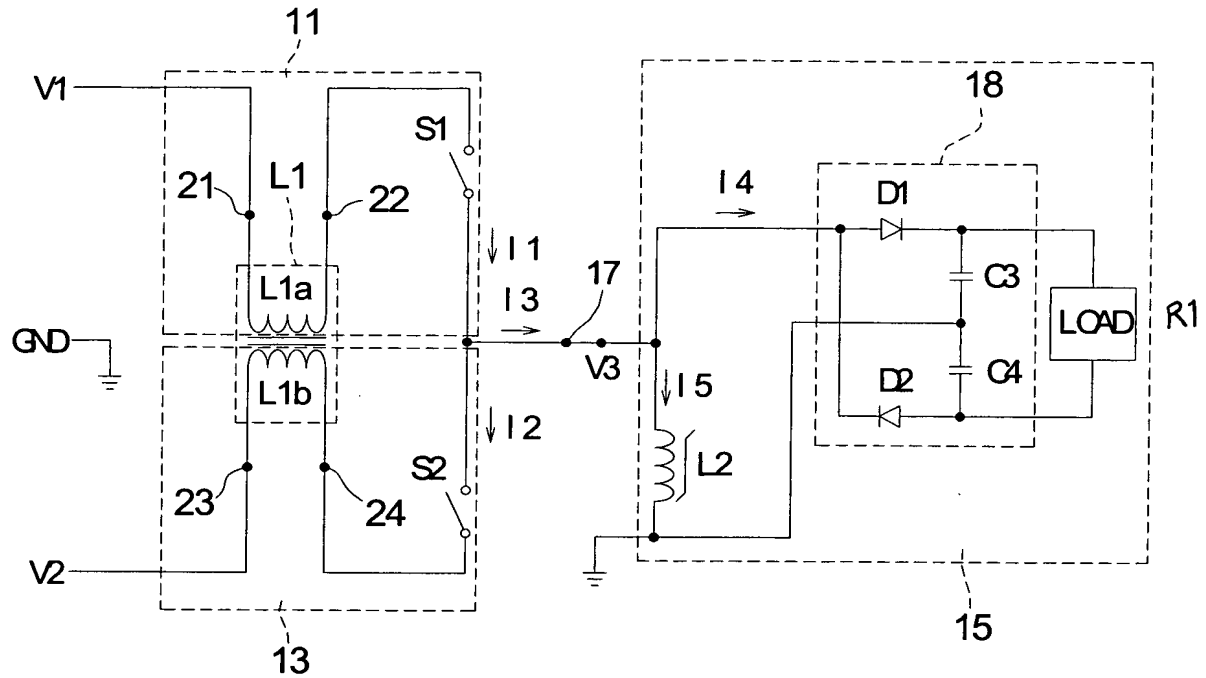 11
V1
S1
18
21
L1
22
I4
D1
I1
L1a
I3
17
C3
LOAD
R1
GND
V3
L1b
I5
D2
C4
I2
S2
L2
23
24
V2
13
15